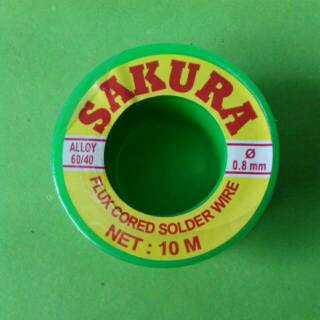 SAKURA
ALLOY
60/40
Ø
0.8 mm
FLUX CORED SOLDER WIRE
NET : 10 M